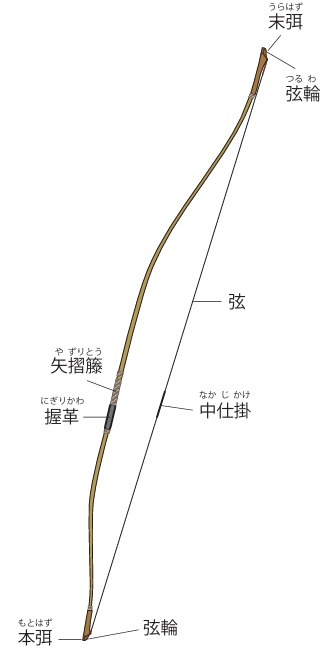 うらはず
末弭
つる わ
弦輪
弦
や ずりとう
矢摺籐
なか じ かけ
中仕掛
にぎりかわ
握革
もとはず
本弭
弦輪